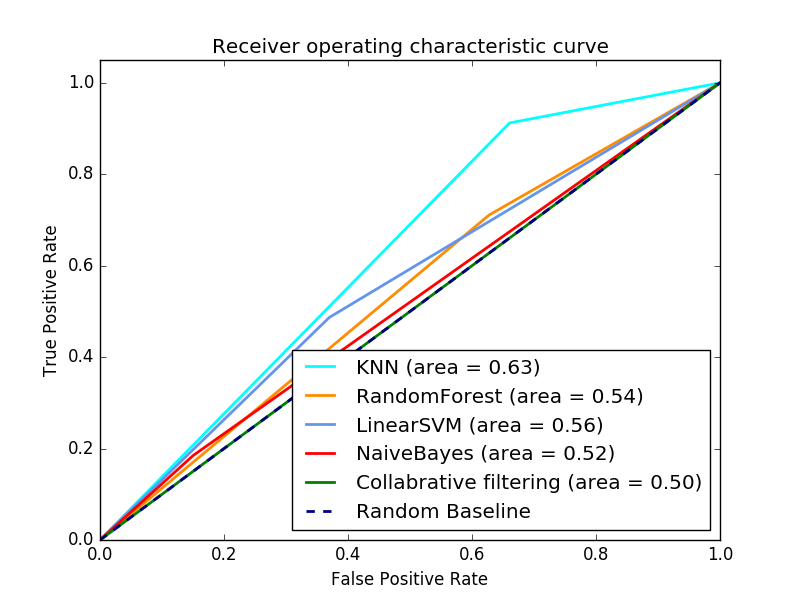 Receiver operating characteristic curve
True Positive Rate
1.0
0.8
0.6
0.4
0.2
0.0
KNN (area = 0.63)
RandomForest (area = 0.54)
LinearSVM (area = 0.56)
NaiveBayes (area = 0.52)
Collabrative filtering (area = 0.50)
Random Baseline
0.0 0.2 0.4 0.6 0.8 1.0
False Positive Rate